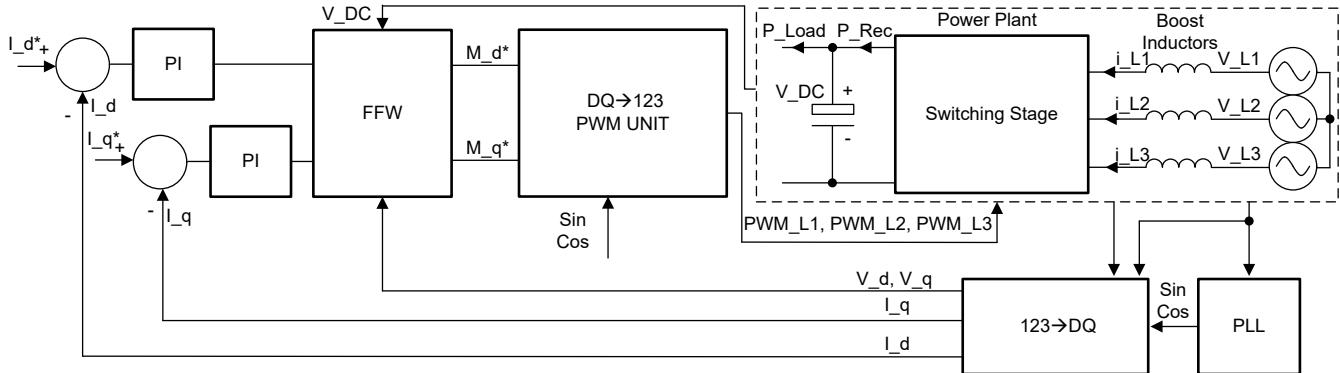 V_DC
Power Plant
Boost
Inductors
I_d*
+
PI
P_Load
P_Rec
i_L1
V_L1
M_d*
-
I_d
FFW
DQ→123
PWM UNIT
V_DC
+
Switching Stage
i_L2
V_L2
I_q*
+
PI
M_q*
-
i_L3
V_L3
-
I_q
Sin
Cos
PWM_L1, PWM_L2, PWM_L3
V_d, V_q
I_q
I_d
123→DQ
Sin
Cos
PLL